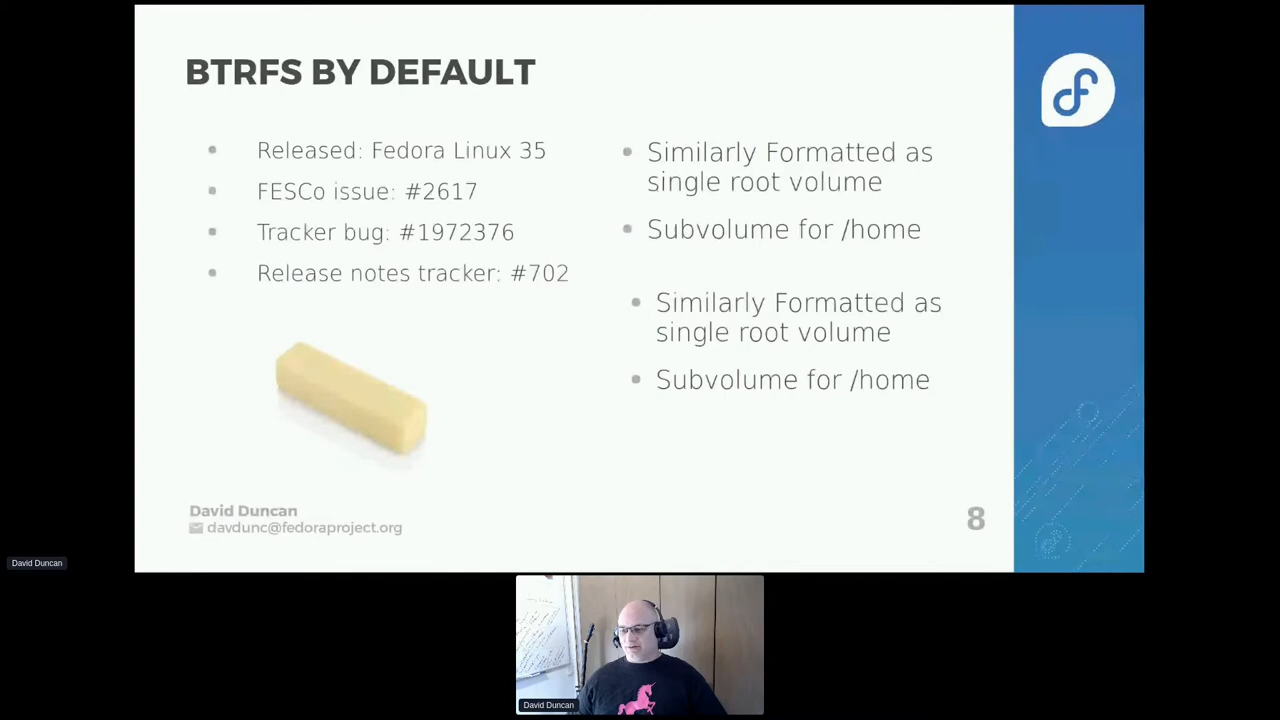 BTRFS BY DEFAULT
Released: Fedora Linux 35
FESCo issue: #2617
Tracker bug: #1972376
Release notes tracker: #702
Similarly Formatted as
single root volume
Subvolume for /home
Similarly Formatted as
single root volume
Subvolume for /home
David Duncan
davdunc@fedoraproject.org
8
David Duncan
David Duncan